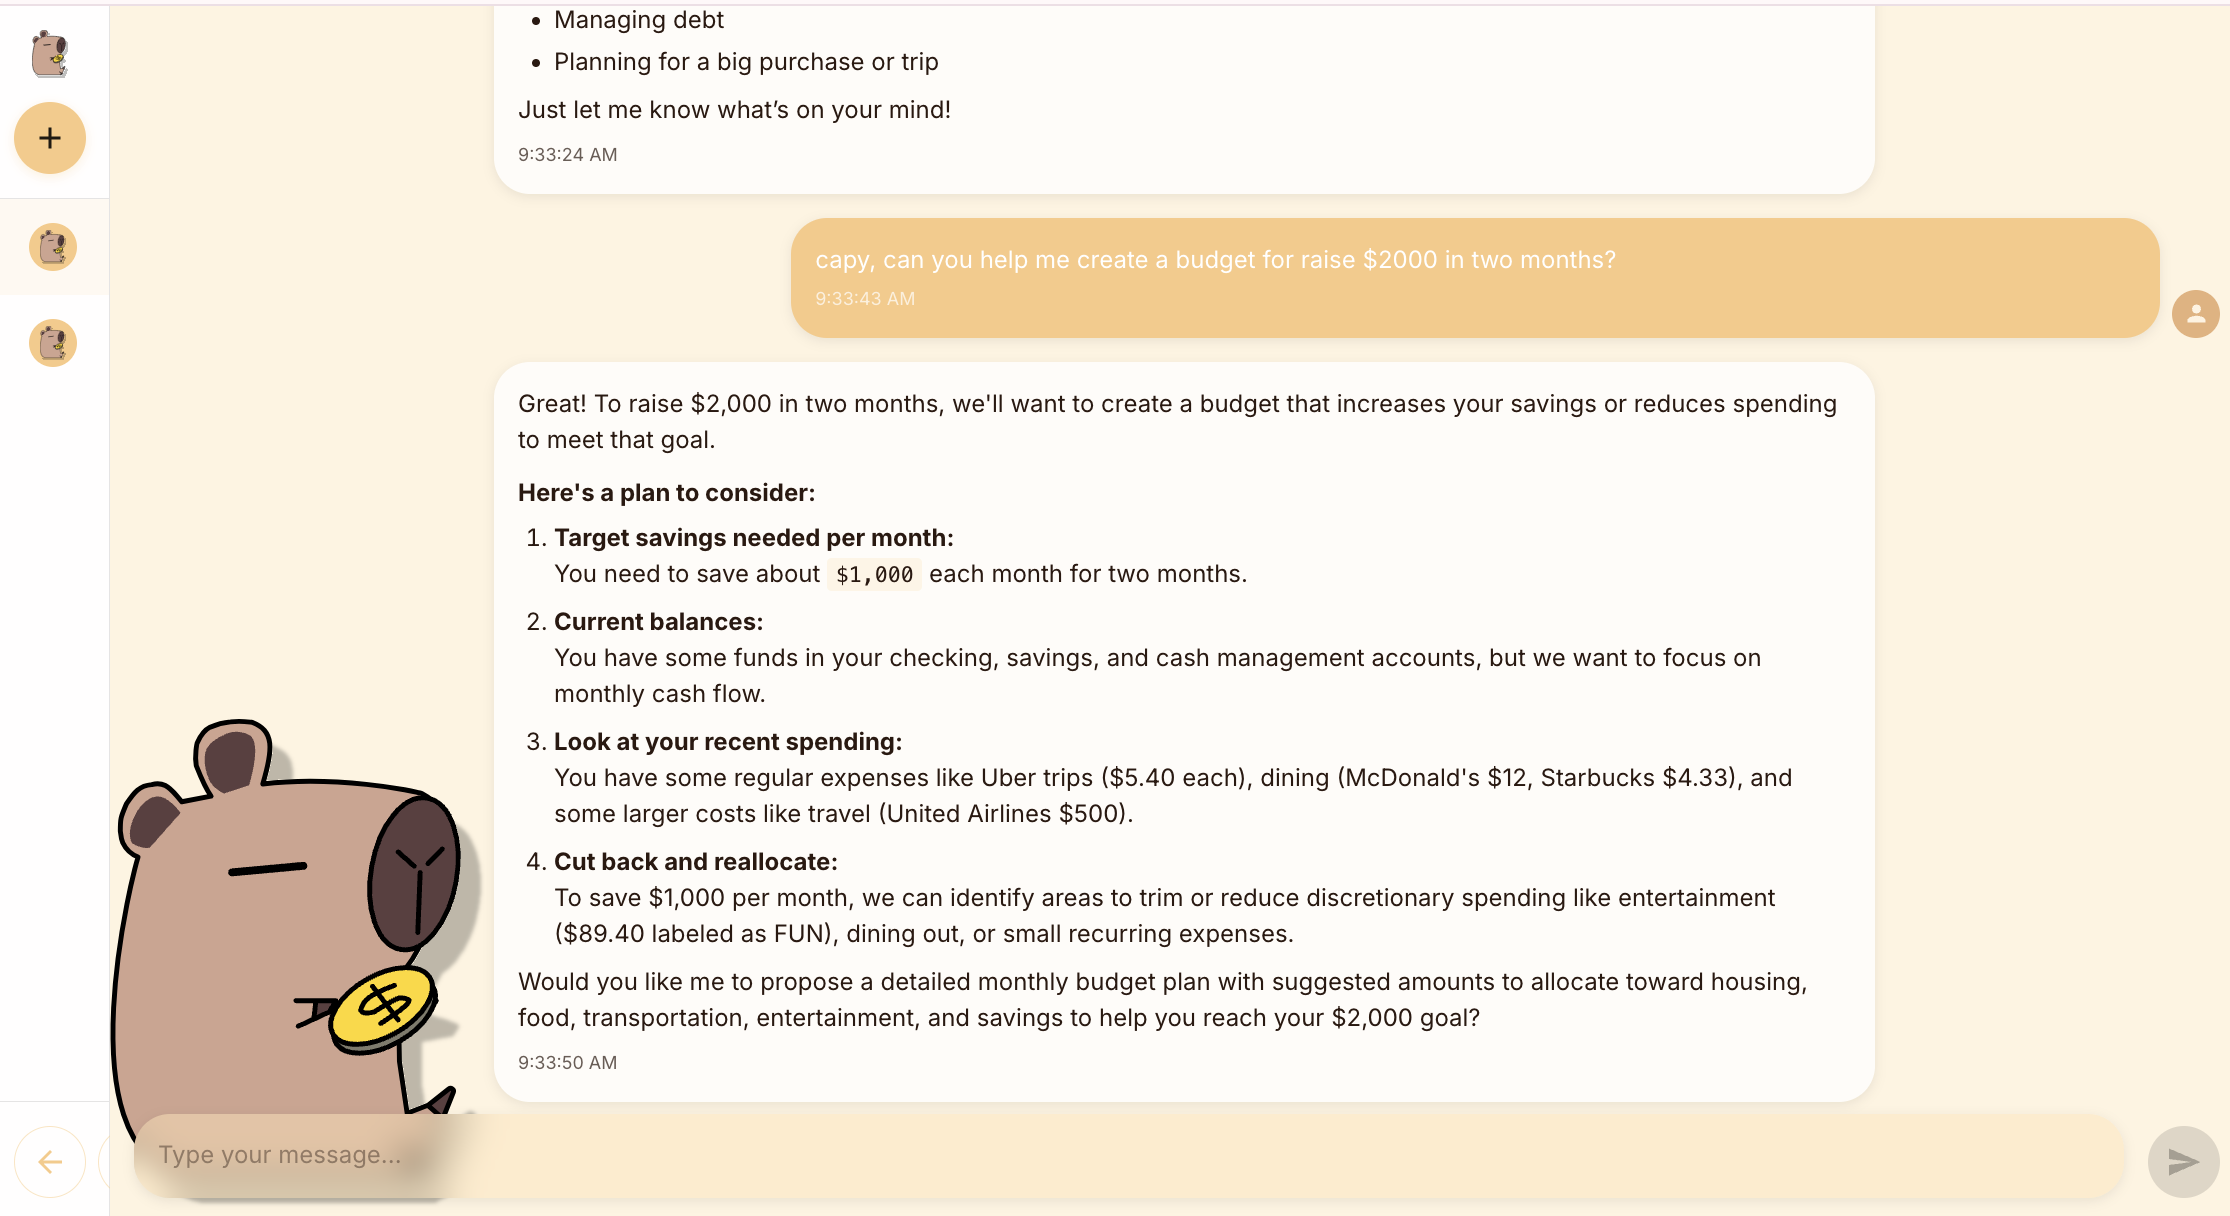 • Managing debt
• Planning for a big purchase or trip
Just let me know what’s on your mind!
9:33:24 AM
capy, can you help me create a budget for raise $2000 in two months?
9:33:43 AM
Great! To raise $2,000 in two months, we'll want to create a budget that increases your savings or reduces spending
to meet that goal.
Here's a plan to consider:
1. Target savings needed per month:
You need to save about $1,000 each month for two months.
2. Current balances:
You have some funds in your checking, savings, and cash management accounts, but we want to focus on
monthly cash flow.
3. Look at your recent spending:
You have some regular expenses like Uber trips ($5.40 each), dining (McDonald's $12, Starbucks $4.33), and
some larger costs like travel (United Airlines $500).
4. Cut back and reallocate:
To save $1,000 per month, we can identify areas to trim or reduce discretionary spending like entertainment
($89.40 labeled as FUN), dining out, or small recurring expenses.
Would you like me to propose a detailed monthly budget plan with suggested amounts to allocate toward housing,
food, transportation, entertainment, and savings to help you reach your $2,000 goal?
9:33:50 AM
$
Type your message...